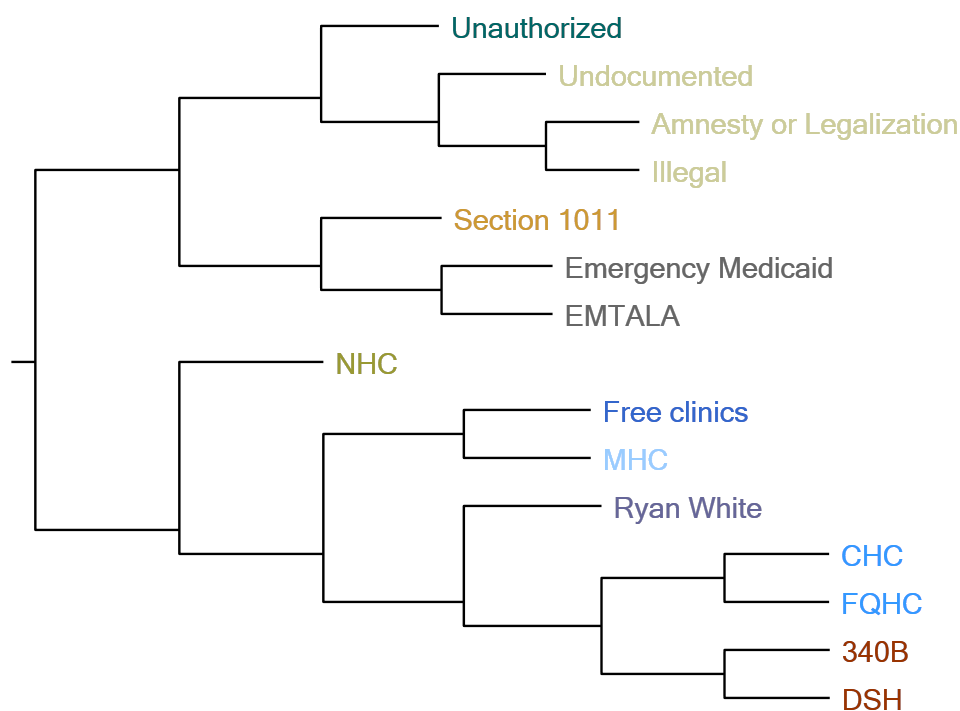 Unauthorized
Undocumented
Amnesty or Legalization
Illegal
Section 1011
Emergency Medicaid
EMTALA
NHC
Free clinics
MHC
Ryan White
CHC
FQHC
340B
DSH